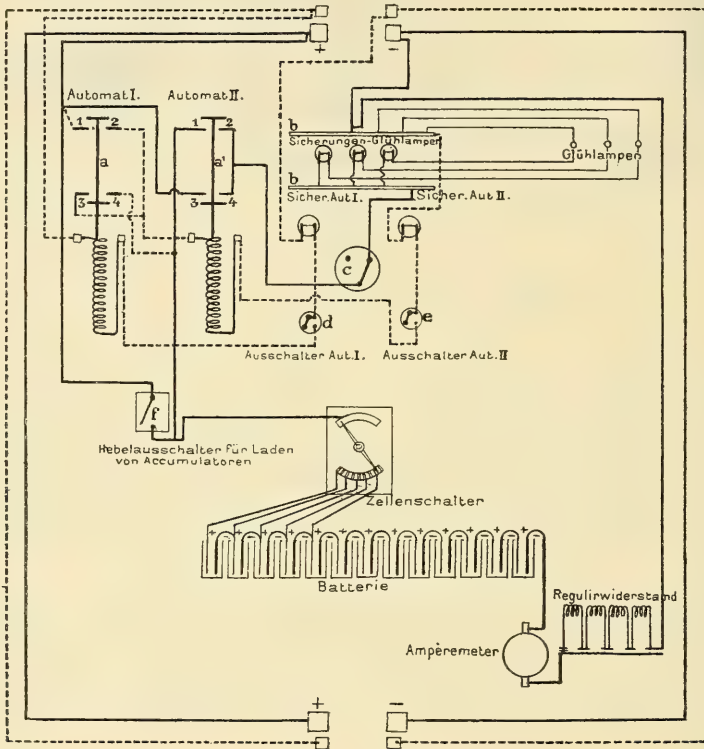 + −
Automat I. Automat II.
1 2 1 2
b
Sicherungen-Glühlampen
Glühlampen
a a'
b
3 4 3 4
Sicher. Aut I. Sicher. Aut II.
c
d e
Ausschalter Aut. I. Ausschalter Aut. II
f
Hebelausschalter für Laden
von Accumulatoren
Zellenschalter
+ + + + + + + + + + + + +
Batterie
Regulirwiderstand
Ampèremeter
+ −